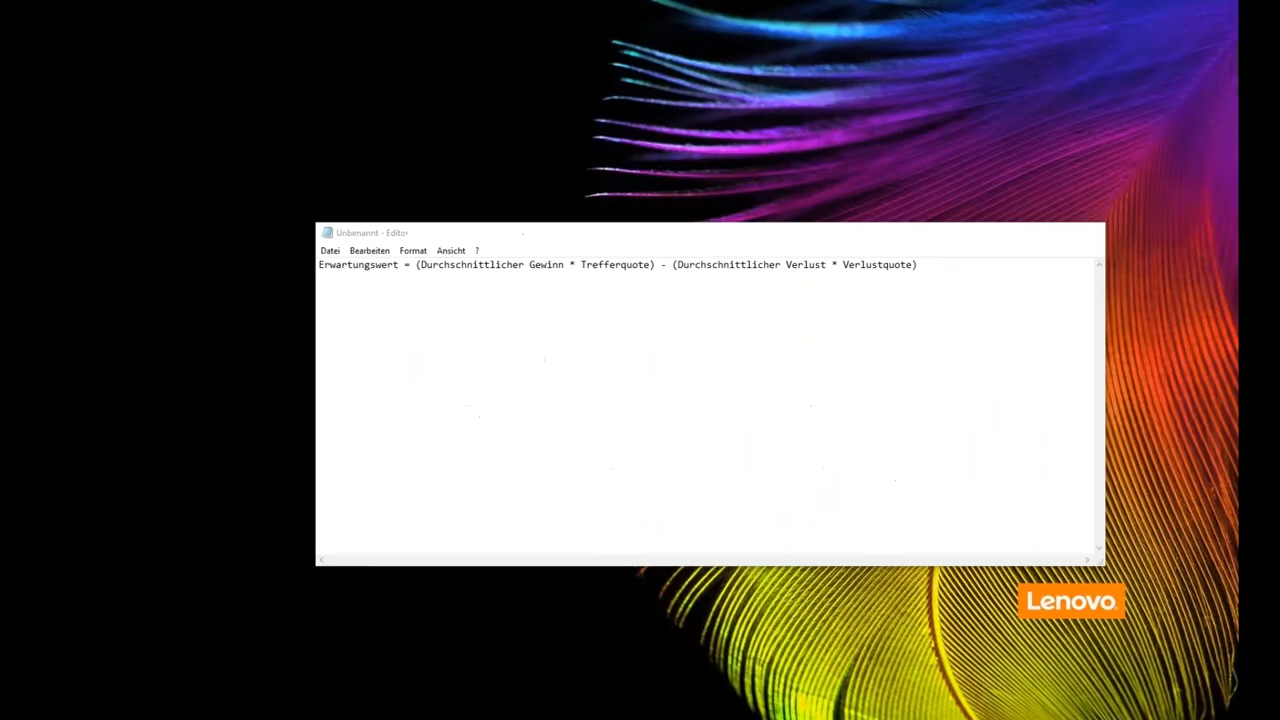 Unbenannt - Editor
Datei Bearbeiten Format Ansicht ?
Erwartungswert = (Durchschnittlicher Gewinn * Trefferquote) - (Durchschnittlicher Verlust * Verlustquote)
Lenovo